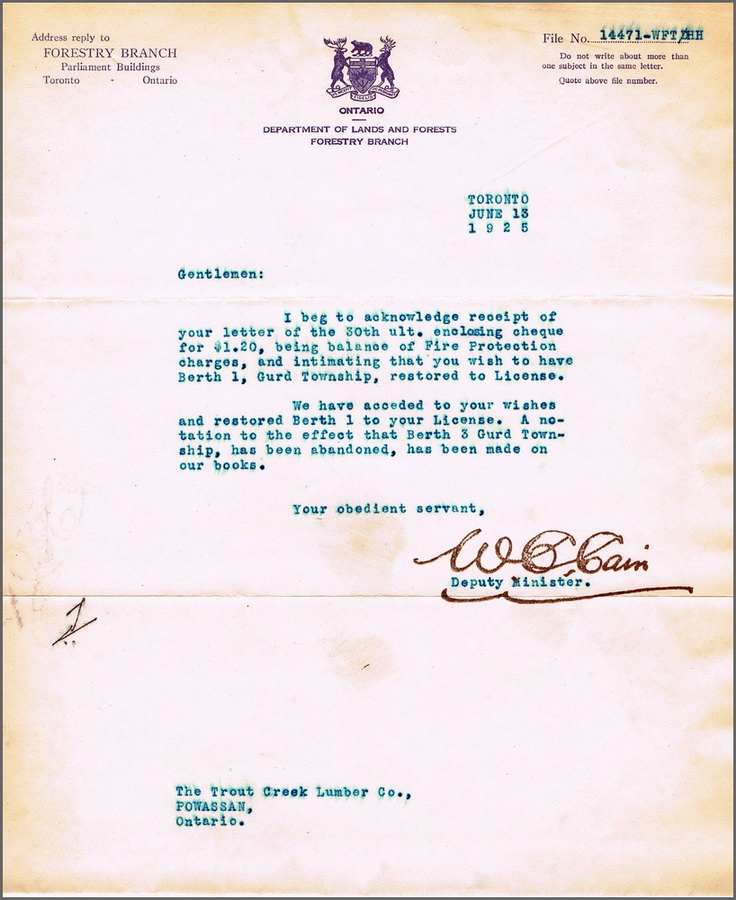 Address reply to
FORESTRY BRANCH
Parliament Buildings
Toronto - Ontario
ONTARIO
DEPARTMENT OF LANDS AND FORESTS
FORESTRY BRANCH
File No. 14471-WFT/HH
Do not write about more than
one subject in the same letter.
Quote above file number.
TORONTO
JUNE 13
1 9 2 5
Gentlemen:
I beg to acknowledge receipt of
your letter of the 30th ult. enclosing cheque
for $1.20, being balance of Fire Protection
charges, and intimating that you wish to have
Berth 1, Gurd Township, restored to License.
We have acceded to your wishes
and restored Berth 1 to your License. A no-
tation to the effect that Berth 3 Gurd Town-
ship, has been abandoned, has been made on
our books.
Your obedient servant,
Cain
Deputy Minister.
The Trout Creek Lumber Co.,
POWASSAN,
Ontario.